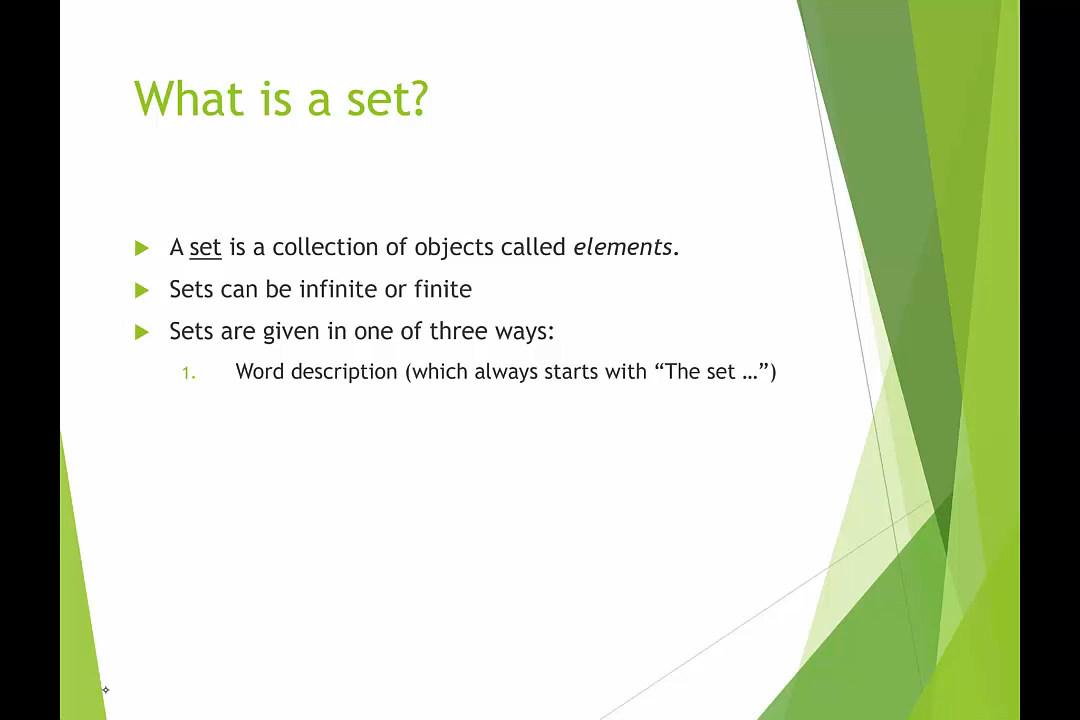 What is a set?
A set is a collection of objects called elements.
Sets can be infinite or finite
Sets are given in one of three ways:
1. Word description (which always starts with “The set …”)